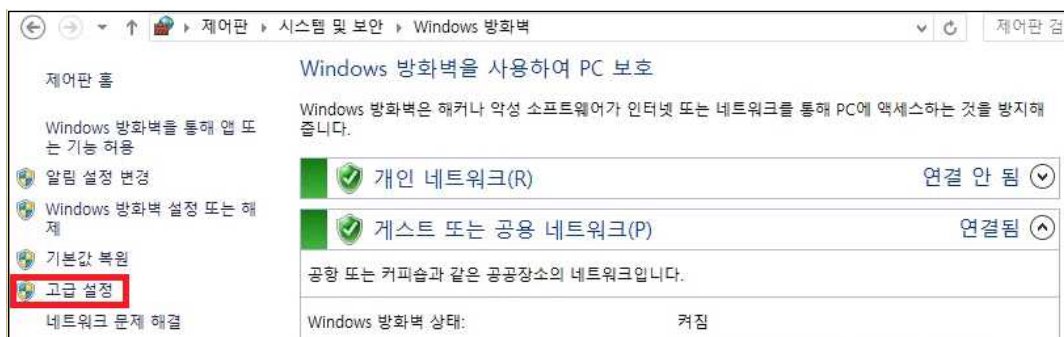 제어판 ▸ 시스템 및 보안 ▸ Windows 방화벽
제어판 검
제어판 홈
Windows 방화벽을 통해 앱 또
는 기능 허용
알림 설정 변경
Windows 방화벽 설정 또는 해
제
기본값 복원
고급 설정
네트워크 문제 해결
Windows 방화벽을 사용하여 PC 보호
Windows 방화벽은 해커나 악성 소프트웨어가 인터넷 또는 네트워크를 통해 PC에 액세스하는 것을 방지해
줍니다.
개인 네트워크(R) 연결 안 됨
게스트 또는 공용 네트워크(P) 연결됨
공항 또는 커피숍과 같은 공공장소의 네트워크입니다.
Windows 방화벽 상태: 켜짐